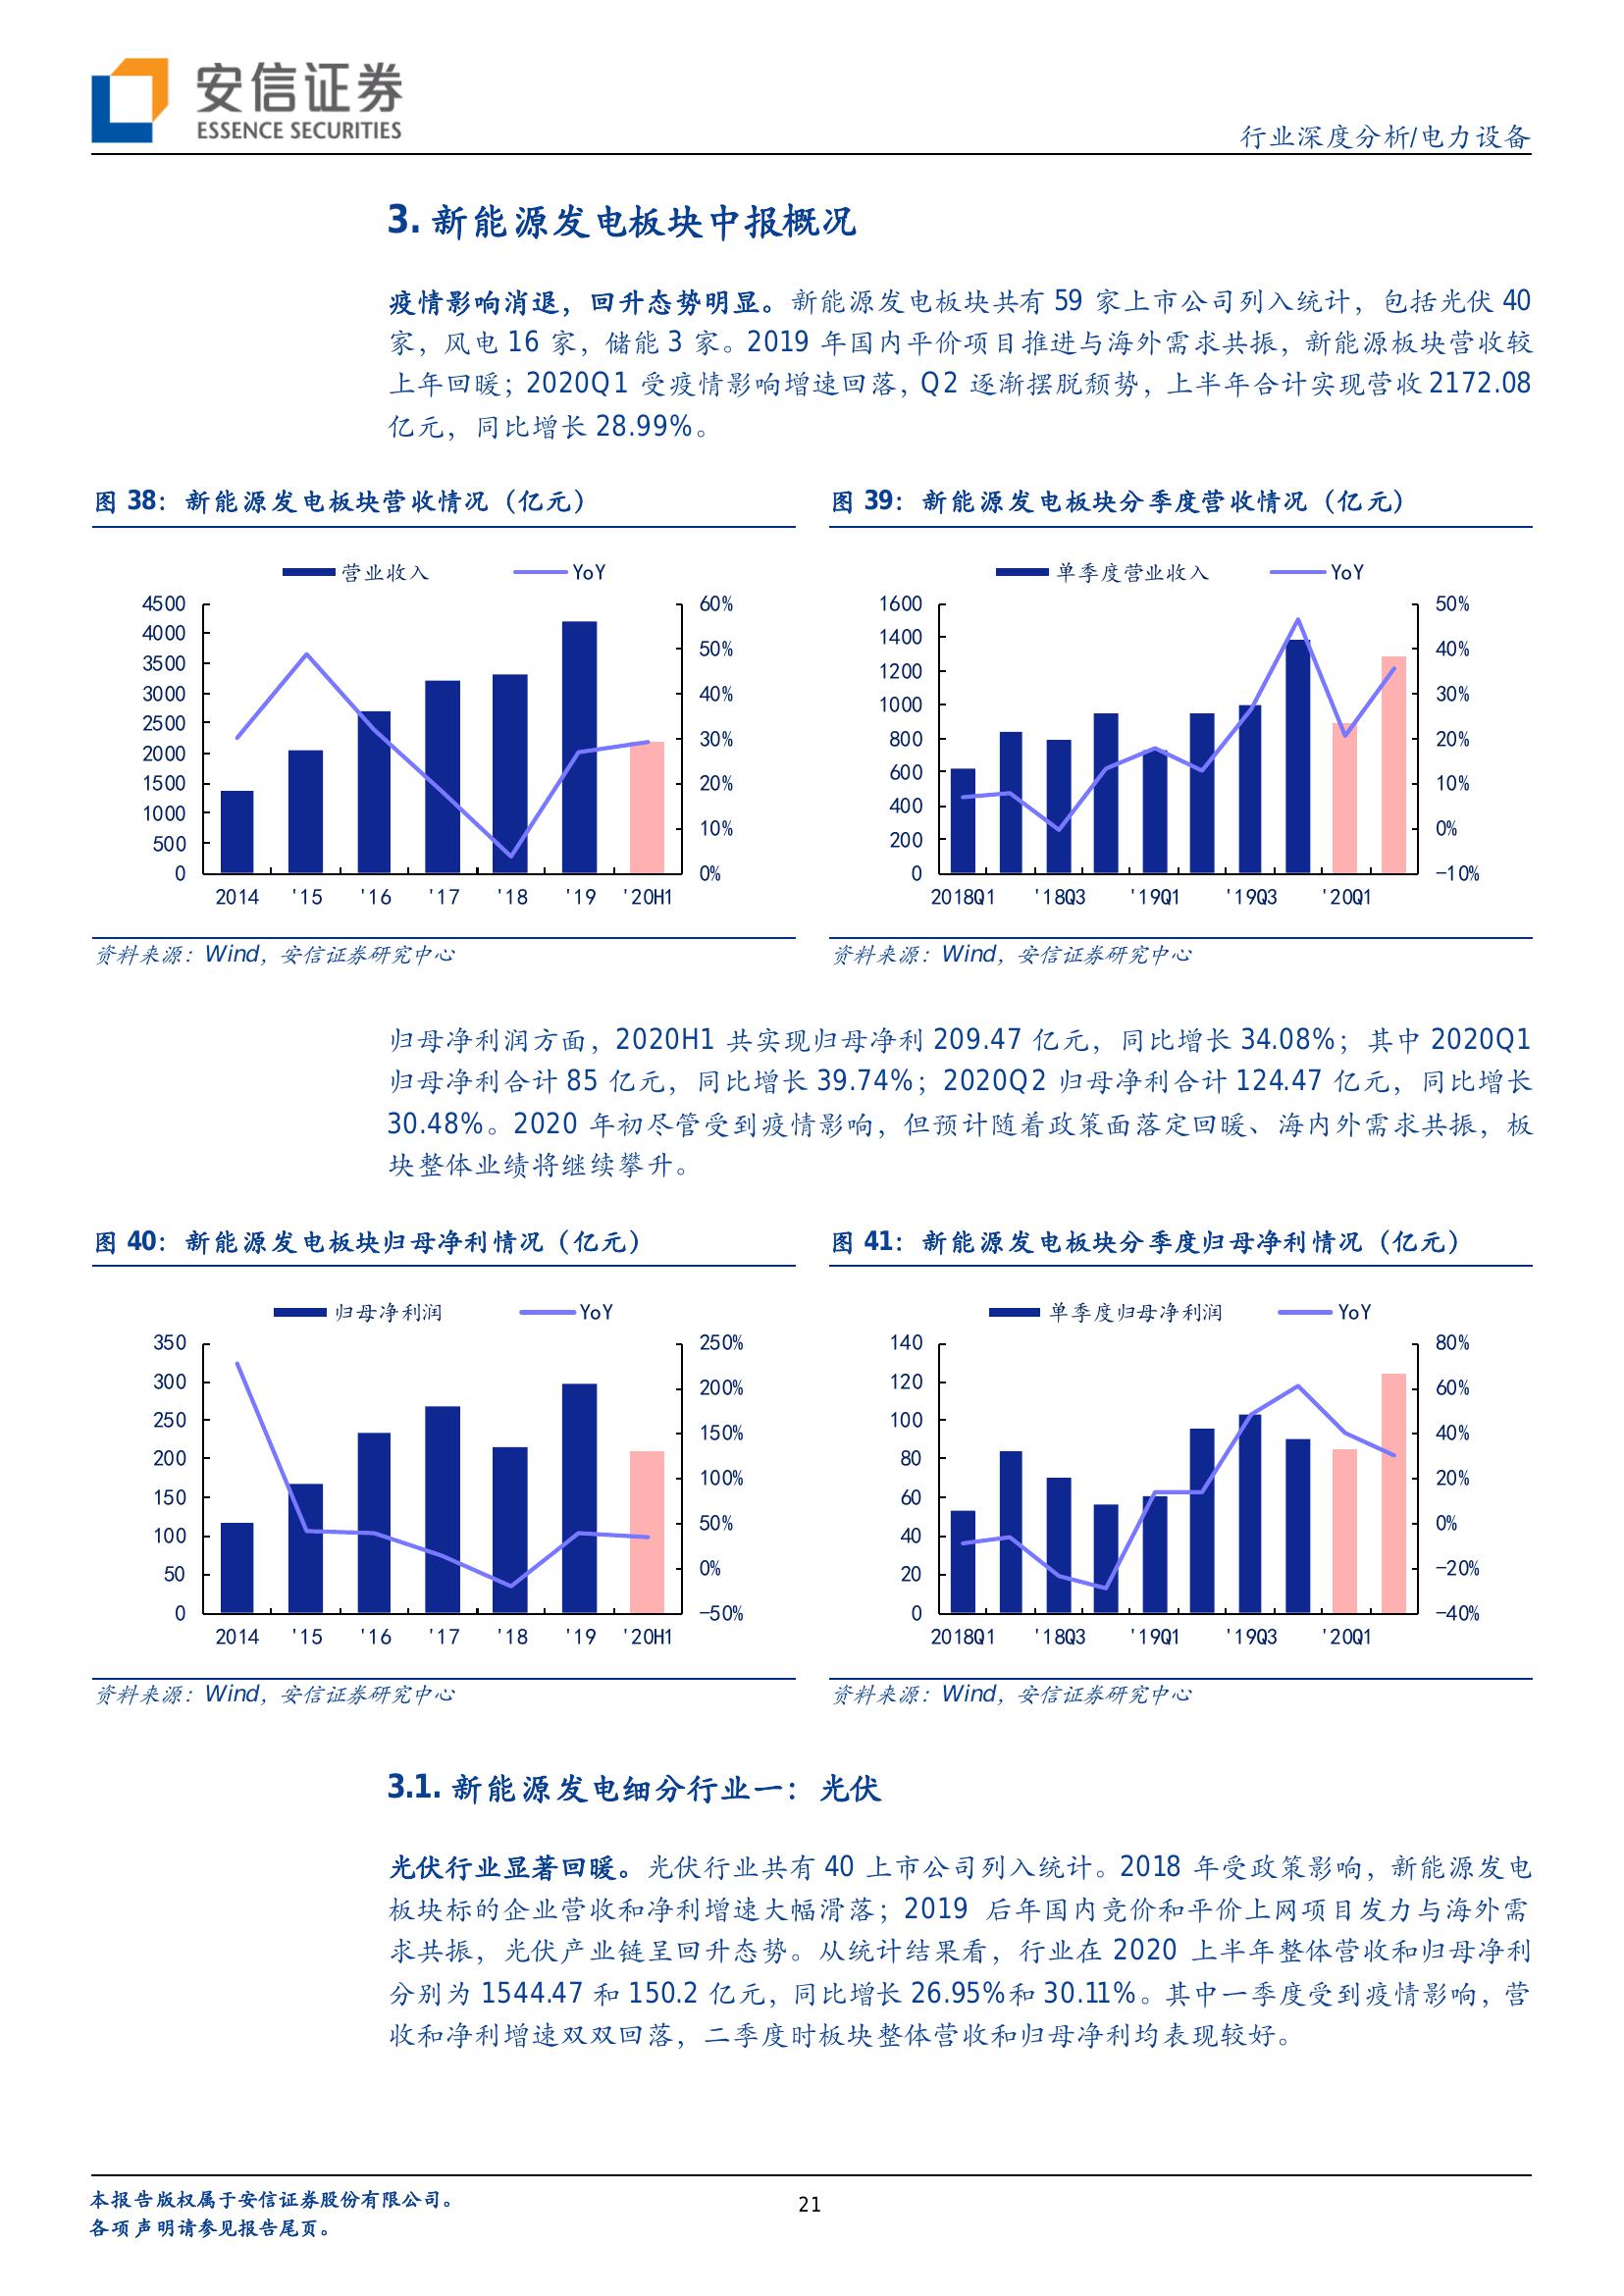 安信证券
ESSENCE SECURITIES
行业深度分析/电力设备
3. 新能源发电板块中报概况
疫情影响消退，回升态势明显。新能源发电板块共有 59 家上市公司列入统计，包括光伏 40
家，风电 16 家，储能 3 家。2019 年国内平价项目推进与海外需求共振，新能源板块营收较
上年回暖；2020Q1 受疫情影响增速回落，Q2 逐渐摆脱颓势，上半年合计实现营收 2172.08
亿元，同比增长 28.99%。
图 38：新能源发电板块营收情况（亿元）
营业收入 YoY
4500
4000
3500
3000
2500
2000
1500
1000
500
0
60%
50%
40%
30%
20%
10%
0%
2014 '15 '16 '17 '18 '19 '20H1
资料来源：Wind，安信证券研究中心
图 39：新能源发电板块分季度营收情况（亿元）
单季度营业收入 YoY
1600
1400
1200
1000
800
600
400
200
0
50%
40%
30%
20%
10%
0%
-10%
2018Q1 '18Q3 '19Q1 '19Q3 '20Q1
资料来源：Wind，安信证券研究中心
归母净利润方面，2020H1 共实现归母净利 209.47 亿元，同比增长 34.08%；其中 2020Q1
归母净利合计 85 亿元，同比增长 39.74%；2020Q2 归母净利合计 124.47 亿元，同比增长
30.48%。2020 年初尽管受到疫情影响，但预计随着政策面落定回暖、海内外需求共振，板
块整体业绩将继续攀升。
图 40：新能源发电板块归母净利情况（亿元）
归母净利润 YoY
350
300
250
200
150
100
50
0
250%
200%
150%
100%
50%
0%
-50%
2014 '15 '16 '17 '18 '19 '20H1
资料来源：Wind，安信证券研究中心
图 41：新能源发电板块分季度归母净利情况（亿元）
单季度归母净利润 YoY
140
120
100
80
60
40
20
0
80%
60%
40%
20%
0%
-20%
-40%
2018Q1 '18Q3 '19Q1 '19Q3 '20Q1
资料来源：Wind，安信证券研究中心
3.1. 新能源发电细分行业一：光伏
光伏行业显著回暖。光伏行业共有 40 上市公司列入统计。2018 年受政策影响，新能源发电
板块标的企业营收和净利增速大幅滑落；2019 后年国内竞价和平价上网项目发力与海外需
求共振，光伏产业链呈回升态势。从统计结果看，行业在 2020 上半年整体营收和归母净利
分别为 1544.47 和 150.2 亿元，同比增长 26.95%和 30.11%。其中一季度受到疫情影响，营
收和净利增速双双回落，二季度时板块整体营收和归母净利均表现较好。
本报告版权属于安信证券股份有限公司。
各项声明请参见报告尾页。
21